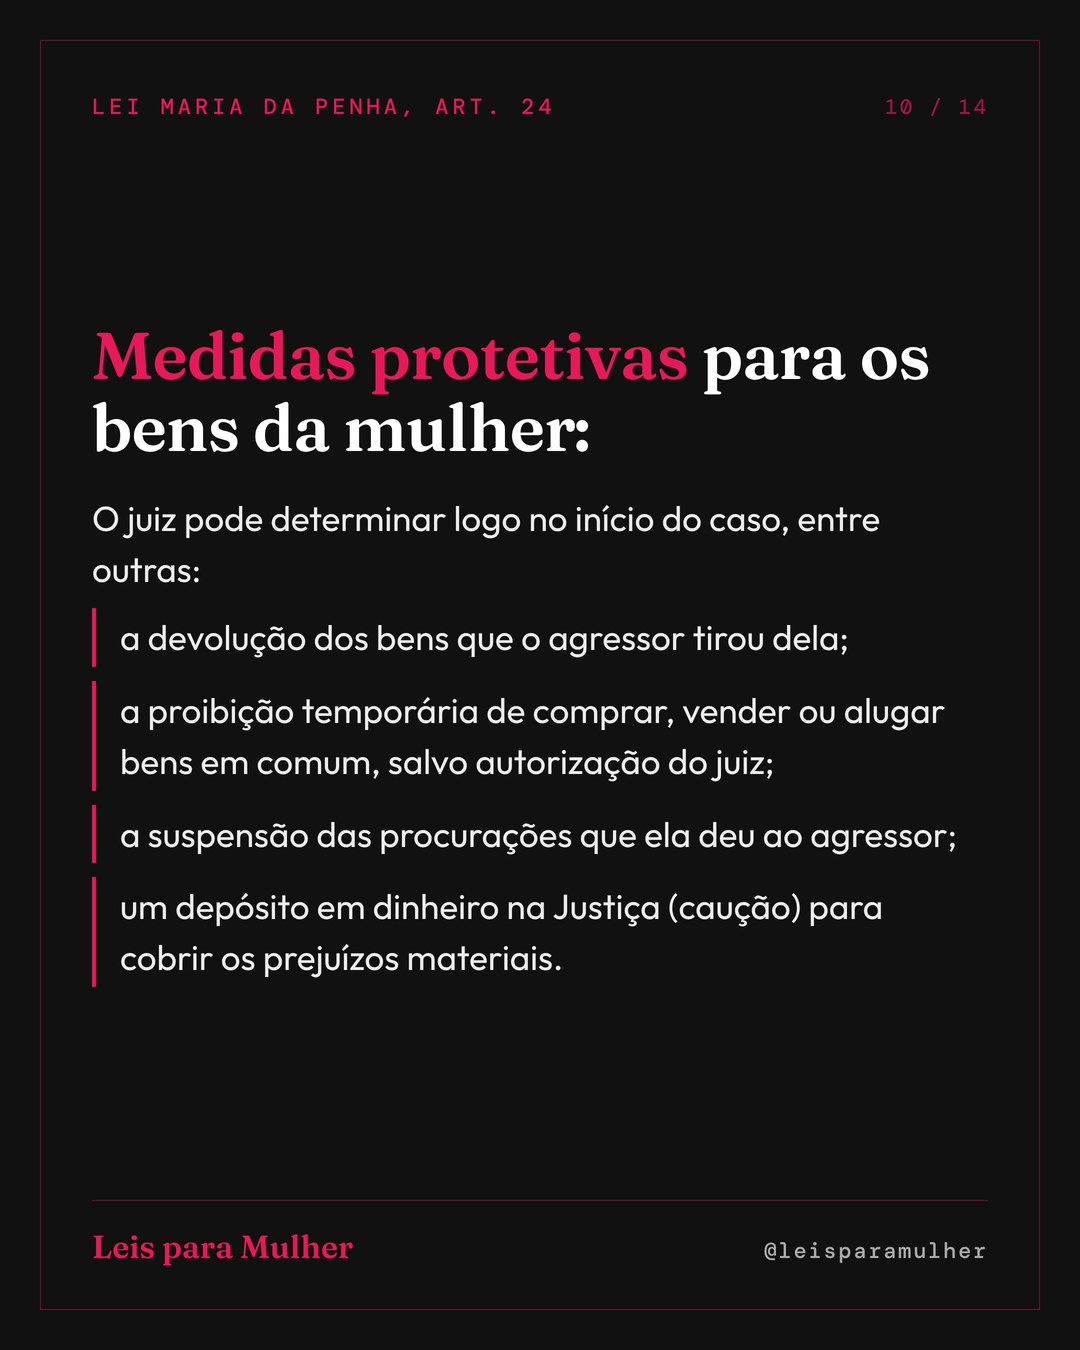 LEI MARIA DA PENHA, ART. 24
10 / 14
Medidas protetivas para os
bens da mulher:
O juiz pode determinar logo no início do caso, entre
outras:
a devolução dos bens que o agressor tirou dela;
a proibição temporária de comprar, vender ou alugar
bens em comum, salvo autorização do juiz;
a suspensão das procurações que ela deu ao agressor;
um depósito em dinheiro na Justiça (caução) para
cobrir os prejuízos materiais.
Leis para Mulher
@leisparamulher